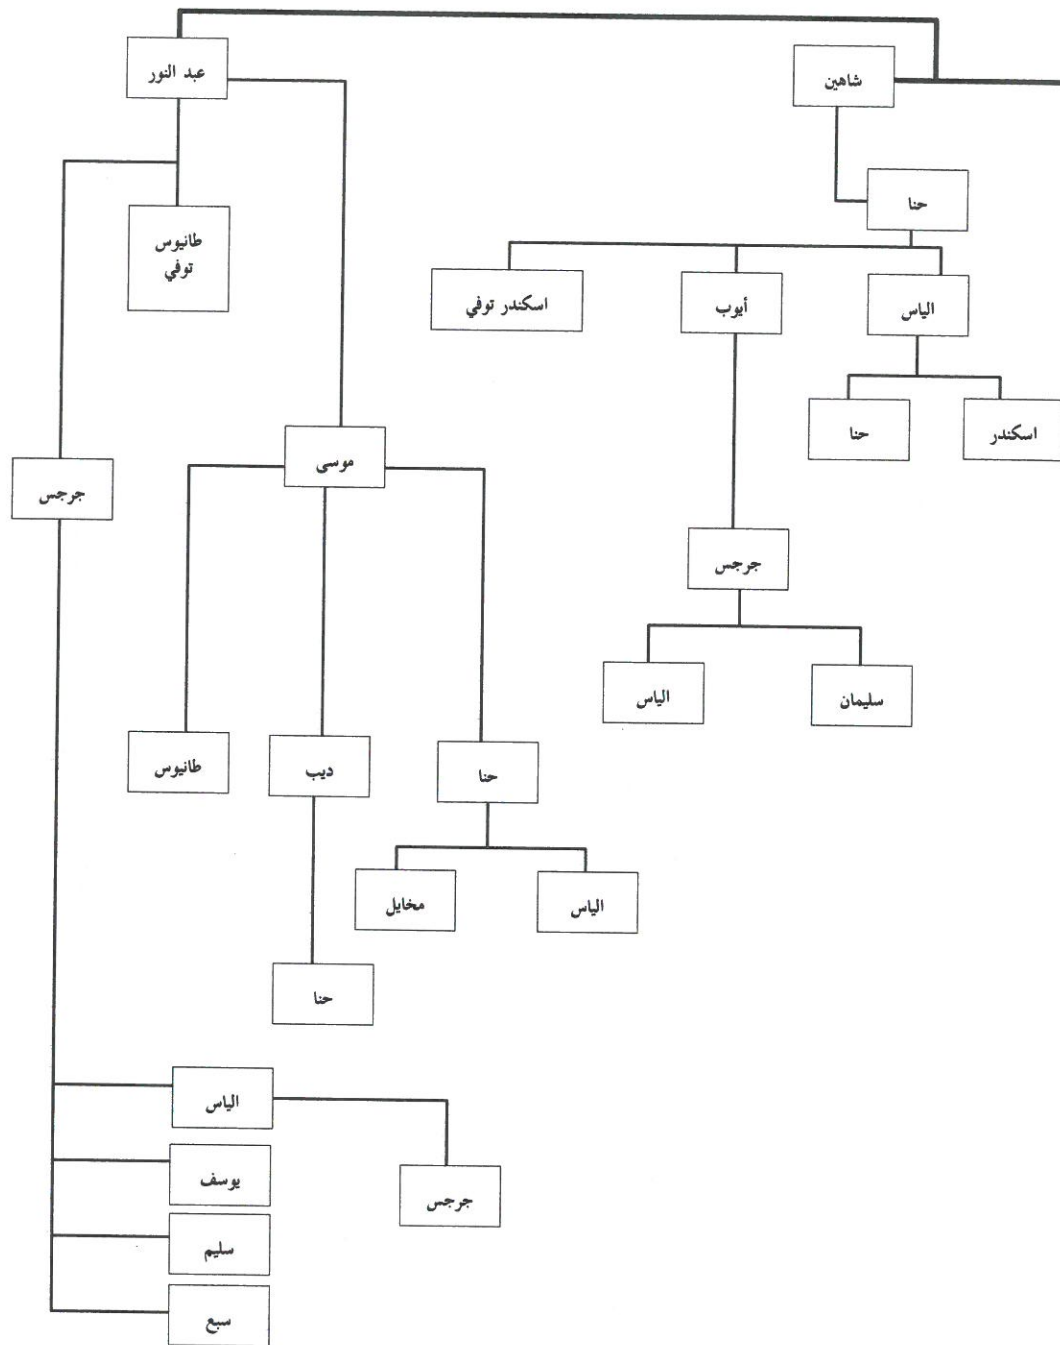 عبد النور
شاهين
حنا
طانيوس
توفي
الياس
أيوب
اسكندر توفي
اسكندر
حنا
موسى
جرجس
جرجس
سليمان
الياس
حنا
ديب
طانيوس
الياس
مخايل
حنا
الياس
جرجس
يوسف
سليم
سبع